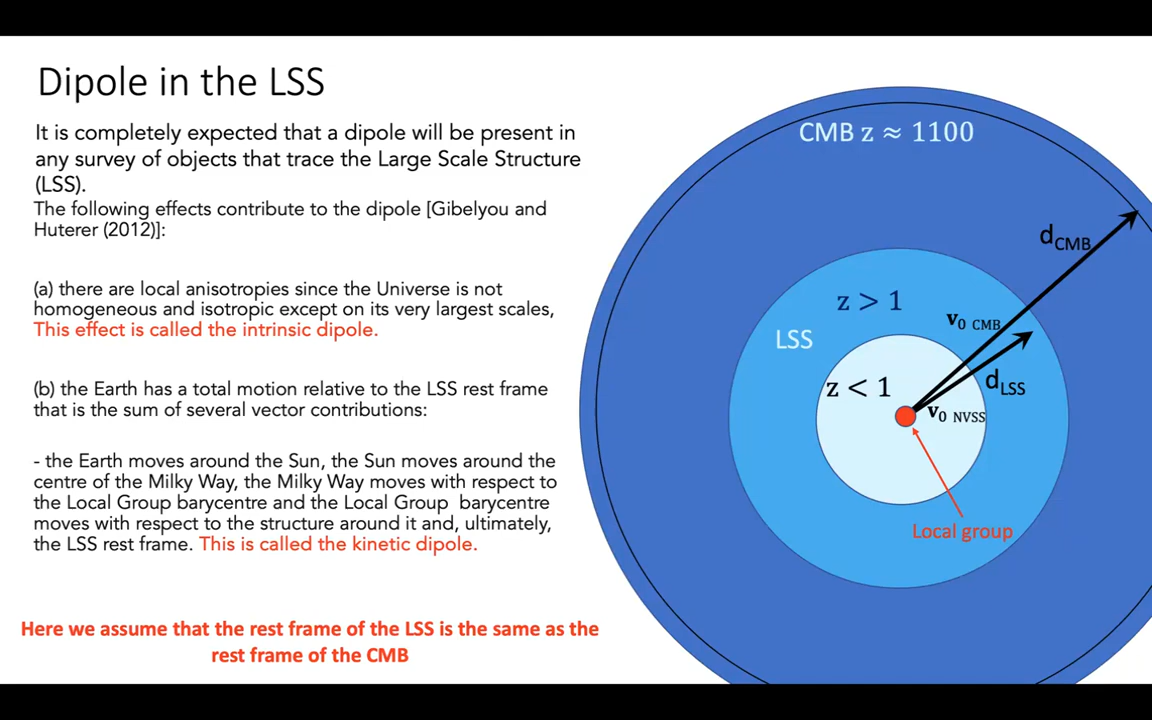 Dipole in the LSS
It is completely expected that a dipole will be present in
any survey of objects that trace the Large Scale Structure
(LSS).
The following effects contribute to the dipole [Gibelyou and
Huterer (2012)]:
(a) there are local anisotropies since the Universe is not
homogeneous and isotropic except on its very largest scales,
This effect is called the intrinsic dipole.
(b) the Earth has a total motion relative to the LSS rest frame
that is the sum of several vector contributions:
- the Earth moves around the Sun, the Sun moves around the
centre of the Milky Way, the Milky Way moves with respect to
the Local Group barycentre and the Local Group barycentre
moves with respect to the structure around it and, ultimately,
the LSS rest frame. This is called the kinetic dipole.
Here we assume that the rest frame of the LSS is the same as the
rest frame of the CMB
CMB z ≈ 1100
d_CMB
z > 1
v_0 CMB
LSS
z < 1
d_LSS
v_0 NVSS
Local group